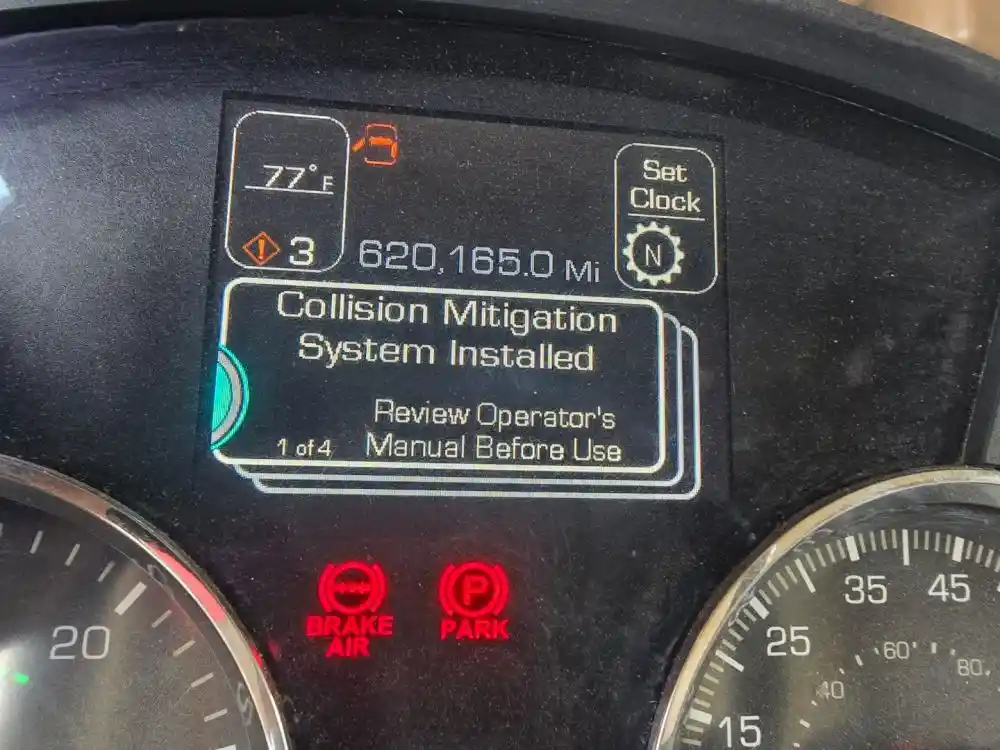 77°F
3
620,165.0 Mi
Set
Clock
N
Collision Mitigation
System Installed
Review Operator's
1 of 4 Manual Before Use
BRAKE
AIR
P
PARK
20
15
25
35
45
40
60
80